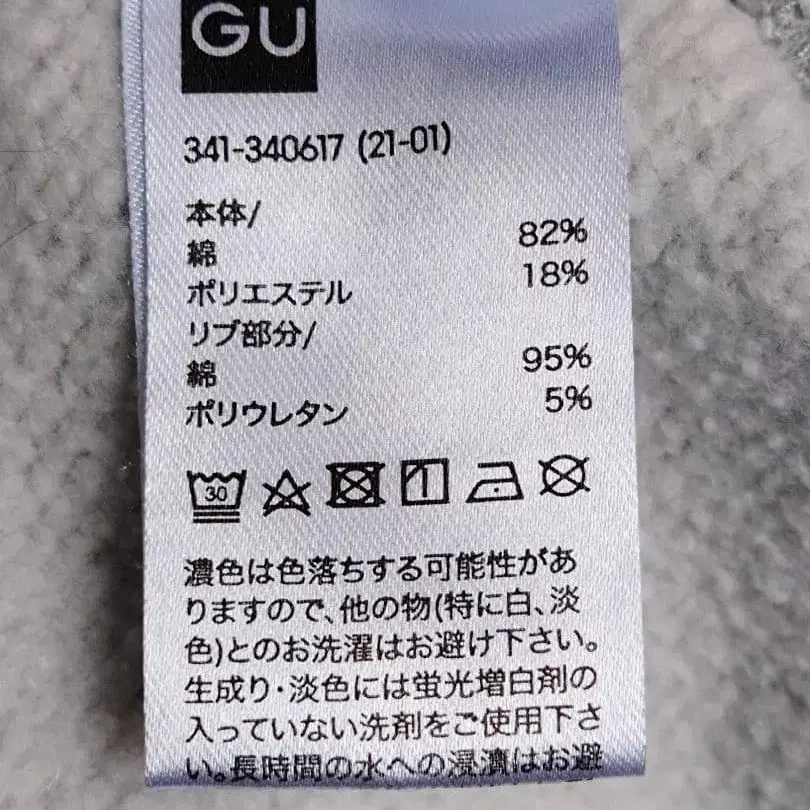 GU
341-340617 (21-01)
本体/
綿 82%
ポリエステル 18%
リブ部分/
綿 95%
ポリウレタン 5%
30
濃色は色落ちする可能性があ
りますので、他の物(特に白、淡
色)とのお洗濯はお避け下さい。
生成り・淡色には蛍光増白剤の
入っていない洗剤をご使用下さ
い。長時間の水への浸漬はお避